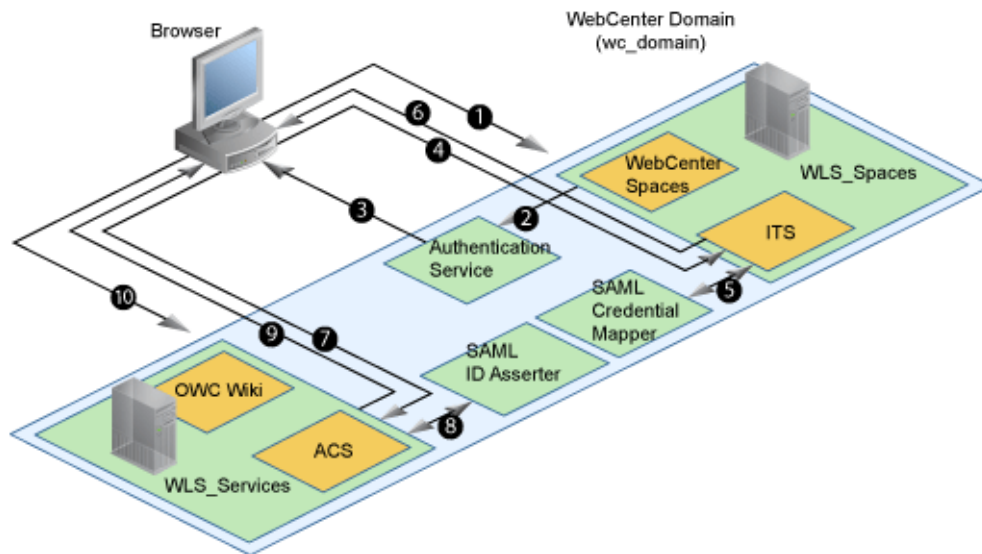 WebCenter Domain
(wc_domain)
Browser
1
6
4
WebCenter
Spaces
WLS_Spaces
2
3
ITS
Authentication
Service
5
SAML
Credential
Mapper
10
9
7
SAML
ID Asserter
OWC Wiki
8
ACS
WLS_Services